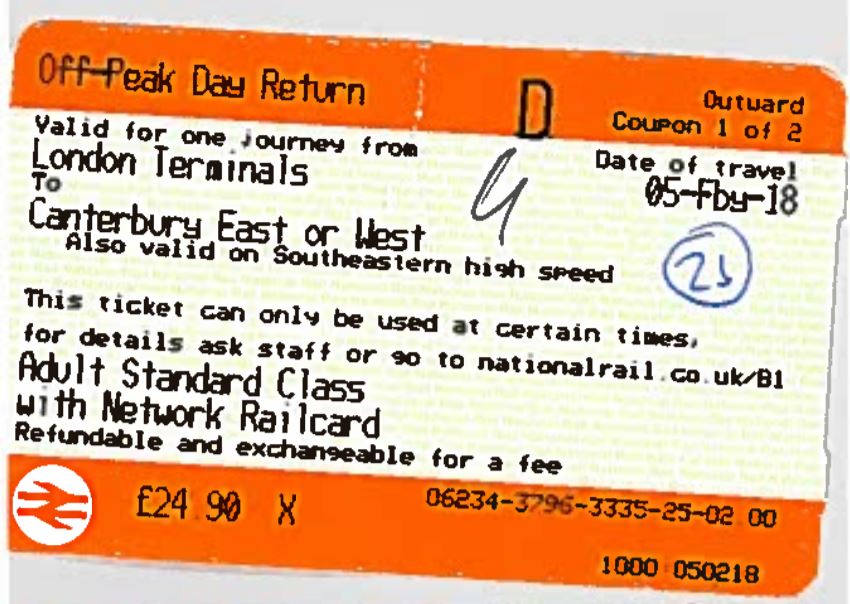 Off-Peak Day Return
D
Outward
Coupon 1 of 2
Valid for one journey from
London Terminals
To
Canterbury East or West
Also valid on Southeastern high speed
Date of travel
05-Fby-18
This ticket can only be used at certain times,
for details ask staff or go to nationalrail.co.uk/B1
Adult Standard Class
with Network Railcard
Refundable and exchangeable for a fee
£24.90 X
06234-3796-3335-25-02.00
1000 050218